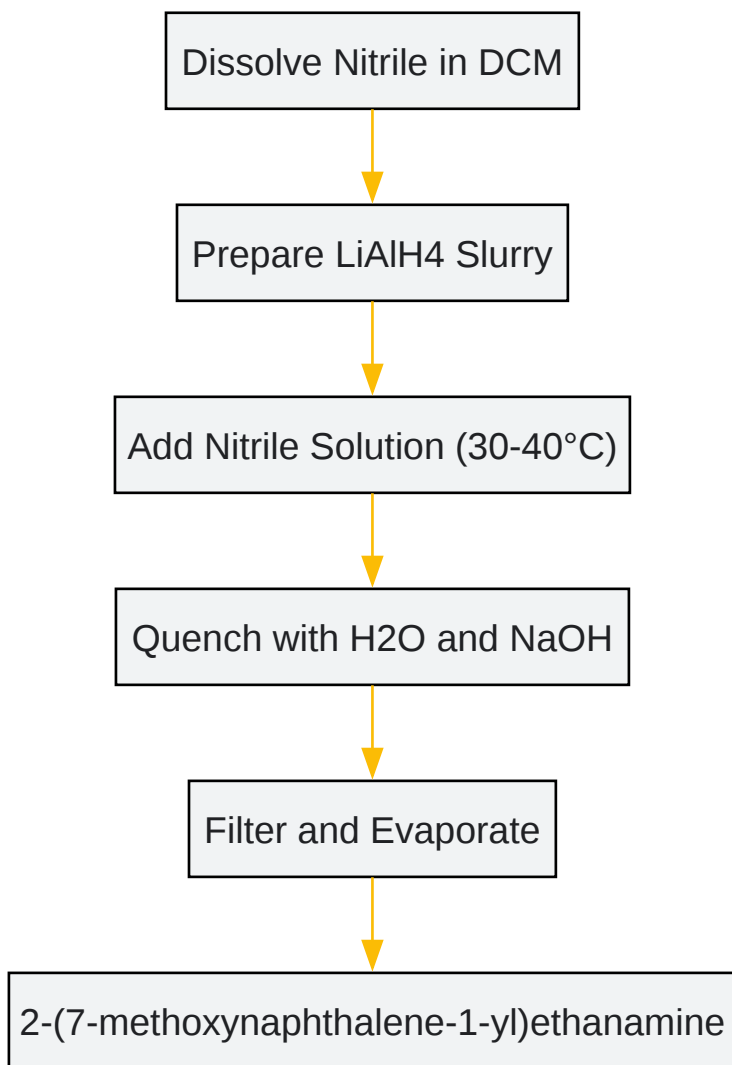 Dissolve Nitrile in DCM
Prepare LiAlH4 Slurry
Add Nitrile Solution (30-40°C)
Quench with H2O and NaOH
Filter and Evaporate
2-(7-methoxynaphthalene-1-yl)ethanamine